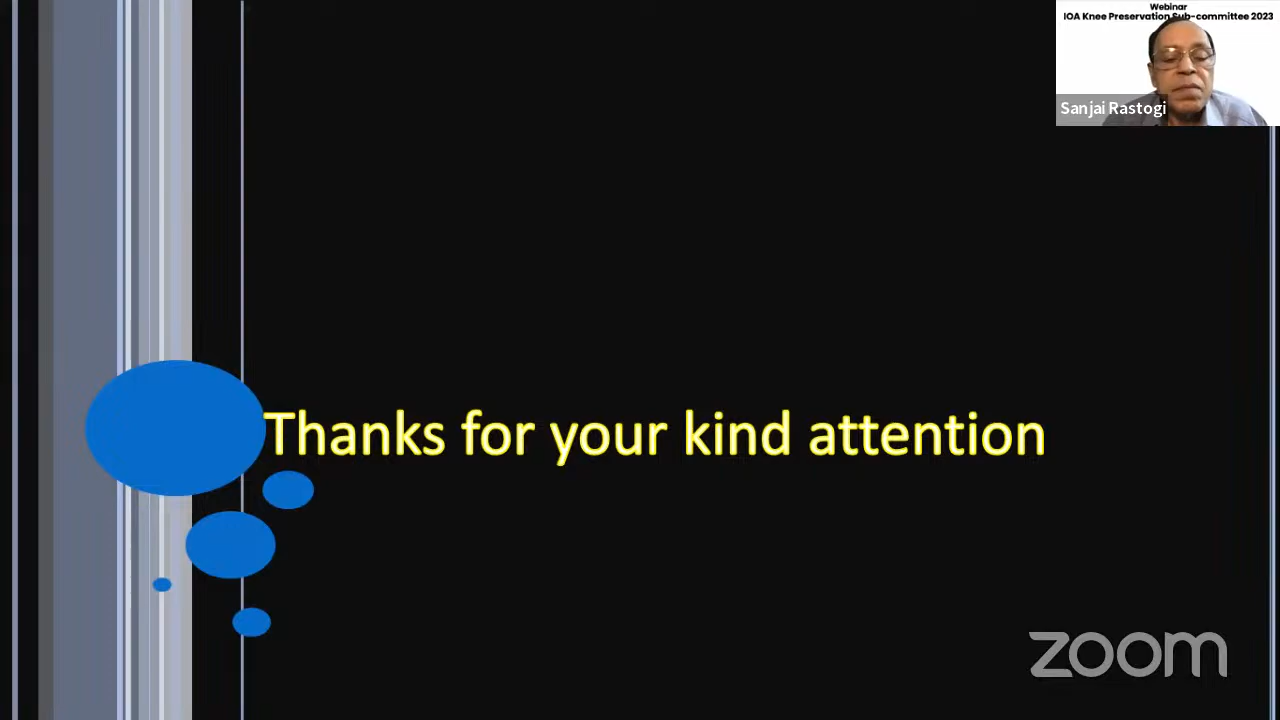 Webinar
IOA Knee Preservation Sub-committee 2023
Sanjai Rastogi
Thanks for your kind attention
zoom